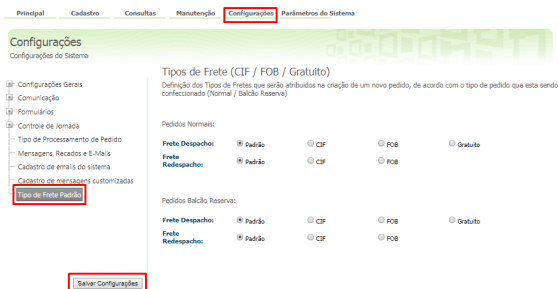 Principal Cadastro Consultas Manutenção Configurações Parâmetros do Sistema
Configurações
Configurações do Sistema
Tipos de Frete (CIF / FOB / Gratuito)
Definição dos Tipos de Fretes que serão atribuidos na criação de um novo pedido, de acordo com o tipo de pedido que esta sendo
confeccionado (Normal / Balcão Reserva)
Configurações Gerais
Comunicação
Formulários
Controle de Jornada
Tipo de Processamento de Pedido
Mensagens, Recados e E-Mails
Cadastro de emails do sistema
Cadastro de mensagens customizadas
Tipo de Frete Padrão
Pedidos Normais:
Frete Despacho: Padrão CIF FOB Gratuito
Frete
Redespacho: Padrão CIF FOB
Pedidos Balcão Reserva:
Frete Despacho: Padrão CIF FOB Gratuito
Frete
Redespacho: Padrão CIF FOB
Salvar Configurações